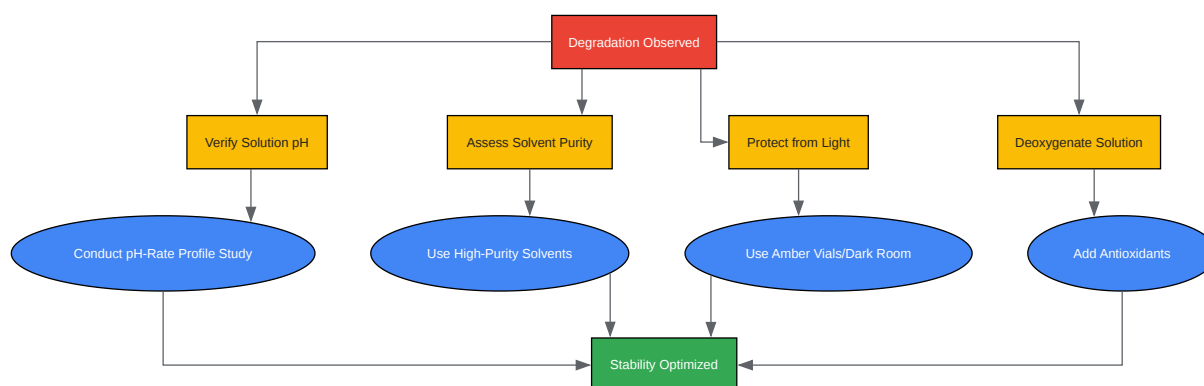 Degradation Observed
Verify Solution pH
Assess Solvent Purity
Protect from Light
Deoxygenate Solution
Conduct pH-Rate Profile Study
Use High-Purity Solvents
Use Amber Vials/Dark Room
Add Antioxidants
Stability Optimized